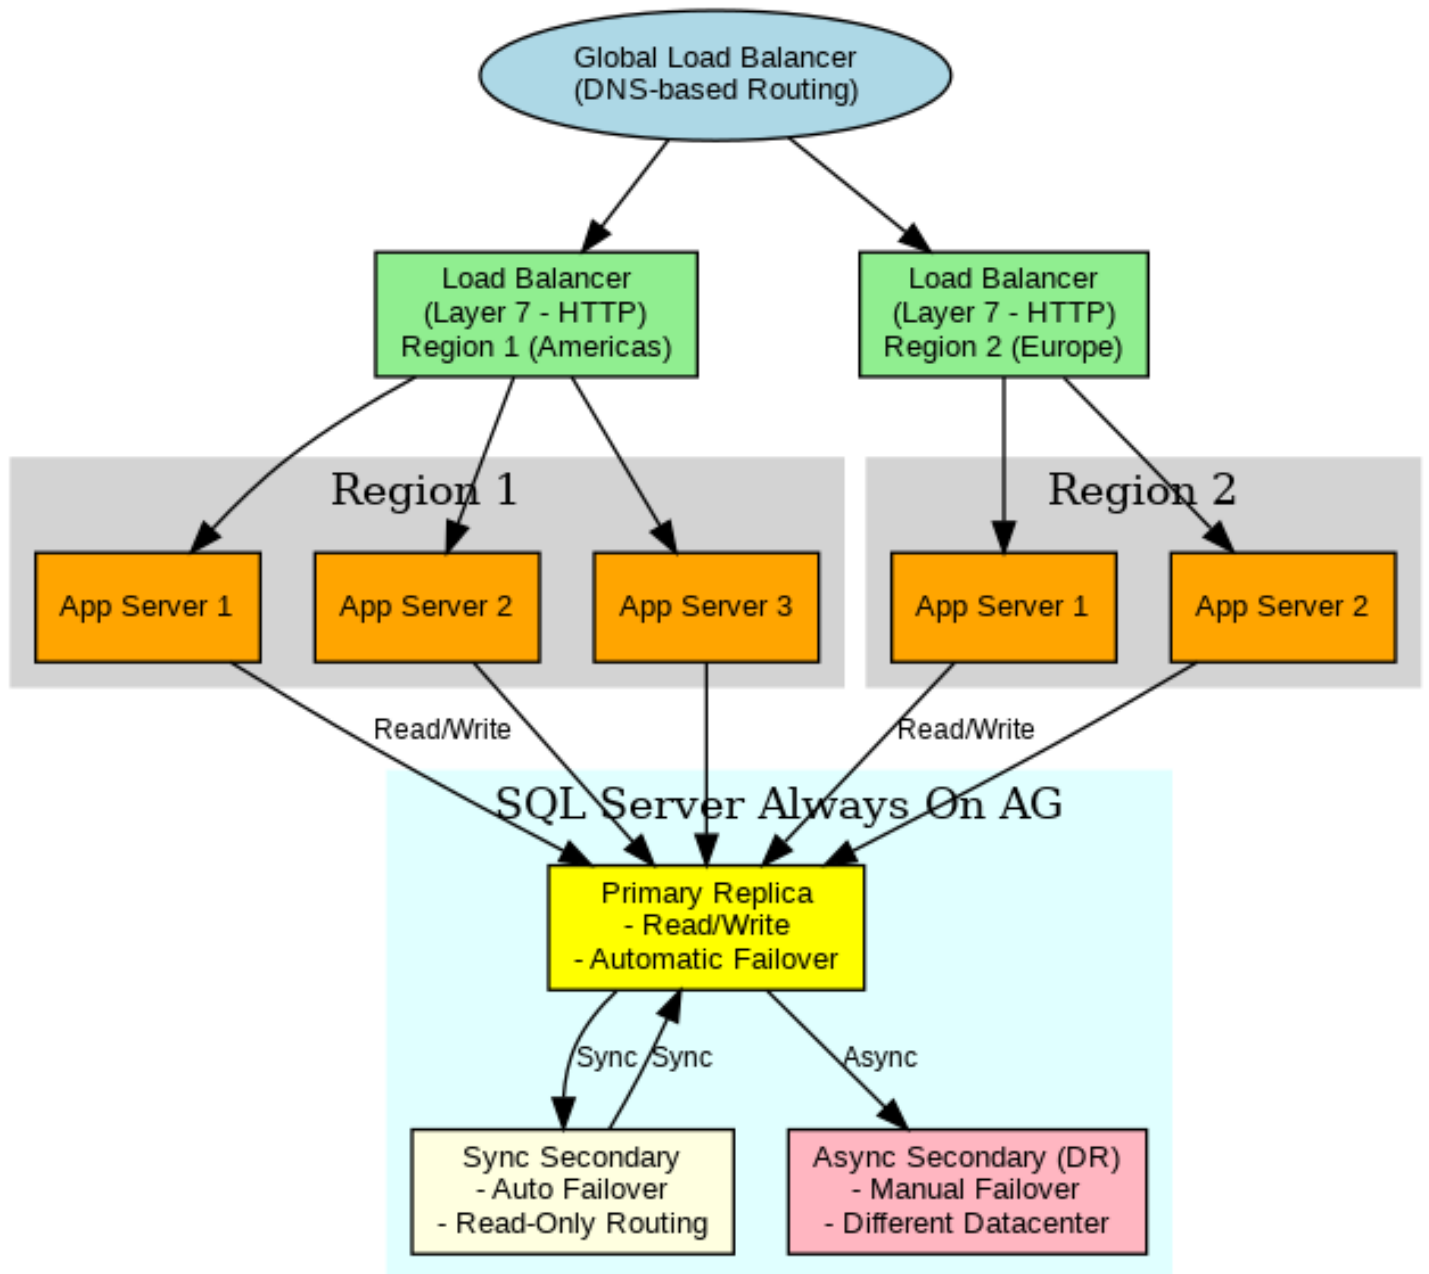 Global Load Balancer
(DNS-based Routing)
Load Balancer
(Layer 7 - HTTP)
Region 1 (Americas)
Load Balancer
(Layer 7 - HTTP)
Region 2 (Europe)
Region 1
Region 2
App Server 1
App Server 2
App Server 3
App Server 1
App Server 2
Read/Write
Read/Write
SQL Server Always On AG
Primary Replica
- Read/Write
- Automatic Failover
Sync
Sync
Async
Sync Secondary
- Auto Failover
- Read-Only Routing
Async Secondary (DR)
- Manual Failover
- Different Datacenter